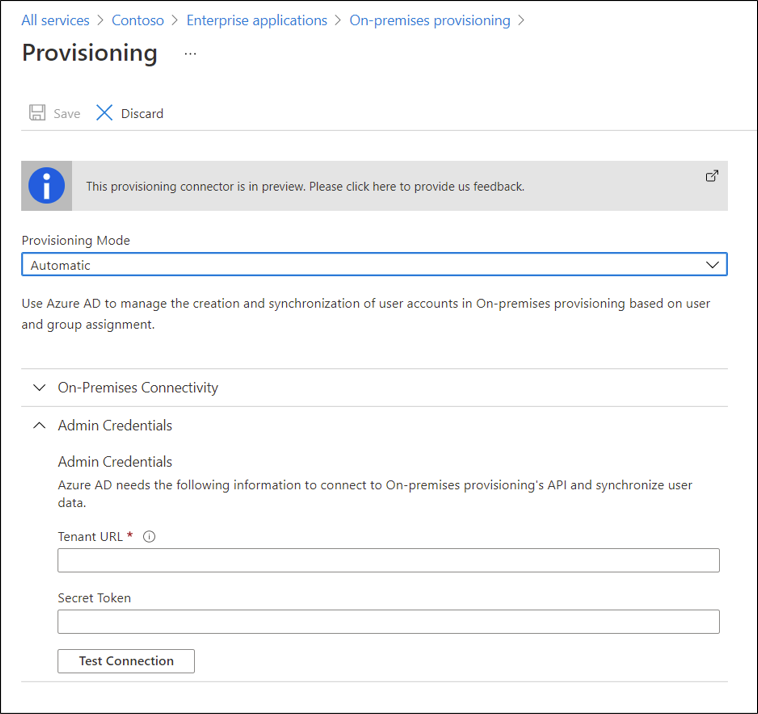 All services > Contoso > Enterprise applications > On-premises provisioning >
Provisioning ...
Save Discard
This provisioning connector is in preview. Please click here to provide us feedback.
Provisioning Mode
Automatic
Use Azure AD to manage the creation and synchronization of user accounts in On-premises provisioning based on user
and group assignment.
On-Premises Connectivity
Admin Credentials
Admin Credentials
Azure AD needs the following information to connect to On-premises provisioning's API and synchronize user
data.
Tenant URL *
Secret Token
Test Connection